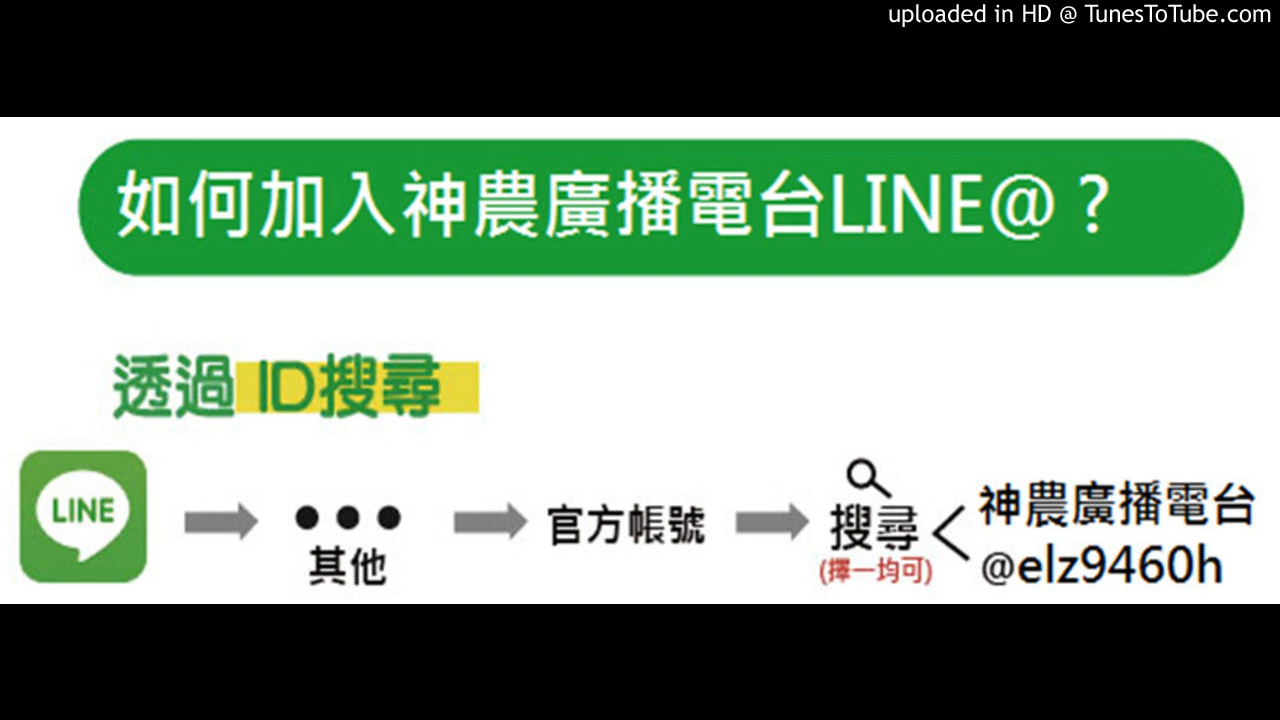 uploaded in HD @ TunesToTube.com
如何加入神農廣播電台LINE@？
透過 ID搜尋
LINE
其他
官方帳號
搜尋
(擇一均可)
神農廣播電台
@elz9460h